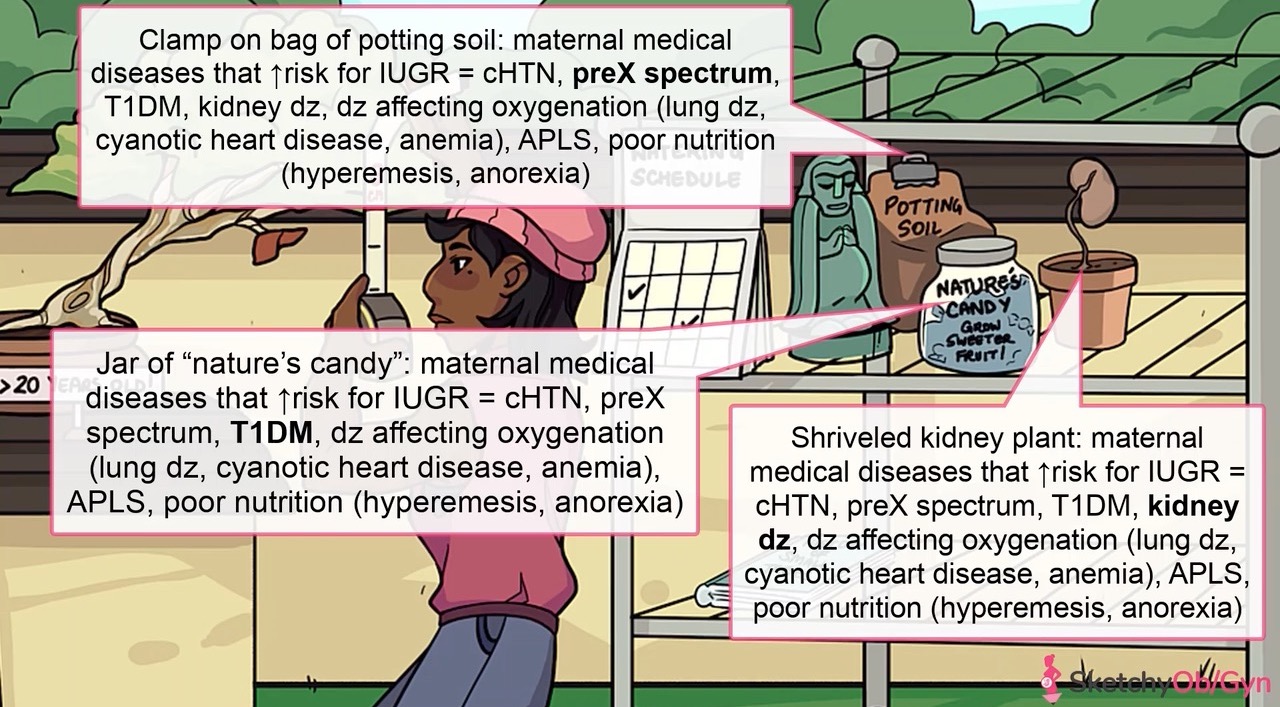 Clamp on bag of potting soil: maternal medical
diseases that ↑risk for IUGR = cHTN, preX spectrum,
T1DM, kidney dz, dz affecting oxygenation (lung dz,
cyanotic heart disease, anemia), APLS, poor nutrition
(hyperemesis, anorexia)
WATERING
SCHEDULE
POTTING
SOIL
NATURE'S
CANDY
GROW
SWEETER
FRUIT!
Jar of “nature’s candy”: maternal medical
diseases that ↑risk for IUGR = cHTN, preX
spectrum, T1DM, dz affecting oxygenation
(lung dz, cyanotic heart disease, anemia),
APLS, poor nutrition (hyperemesis, anorexia)
>20 YEARS OLD!
Shriveled kidney plant: maternal
medical diseases that ↑risk for IUGR =
cHTN, preX spectrum, T1DM, kidney
dz, dz affecting oxygenation (lung dz,
cyanotic heart disease, anemia), APLS,
poor nutrition (hyperemesis, anorexia)
SketchyOb/Gyn